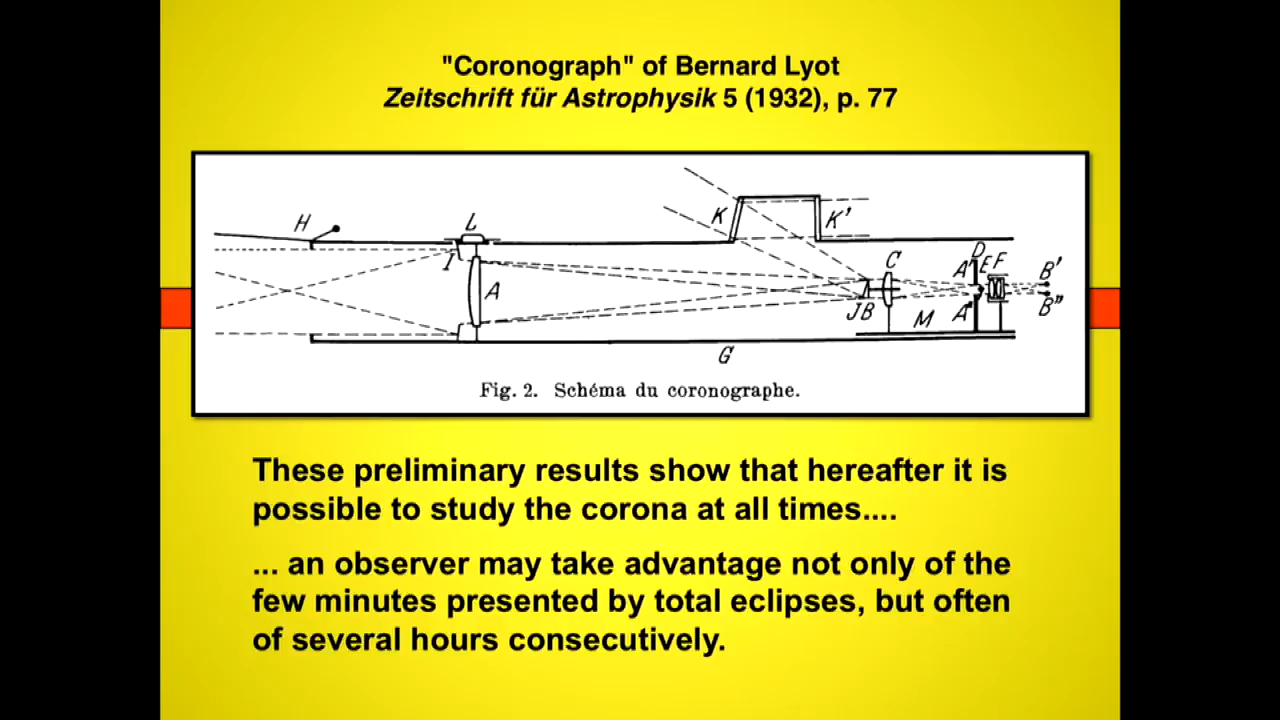 "Coronograph" of Bernard Lyot
Zeitschrift für Astrophysik 5 (1932), p. 77
H
L
I
A
K
K'
C
D
A'
E
F
B'
J
B
M
A"
B"
G
Fig. 2. Schéma du coronographe.
These preliminary results show that hereafter it is
possible to study the corona at all times....
... an observer may take advantage not only of the
few minutes presented by total eclipses, but often
of several hours consecutively.